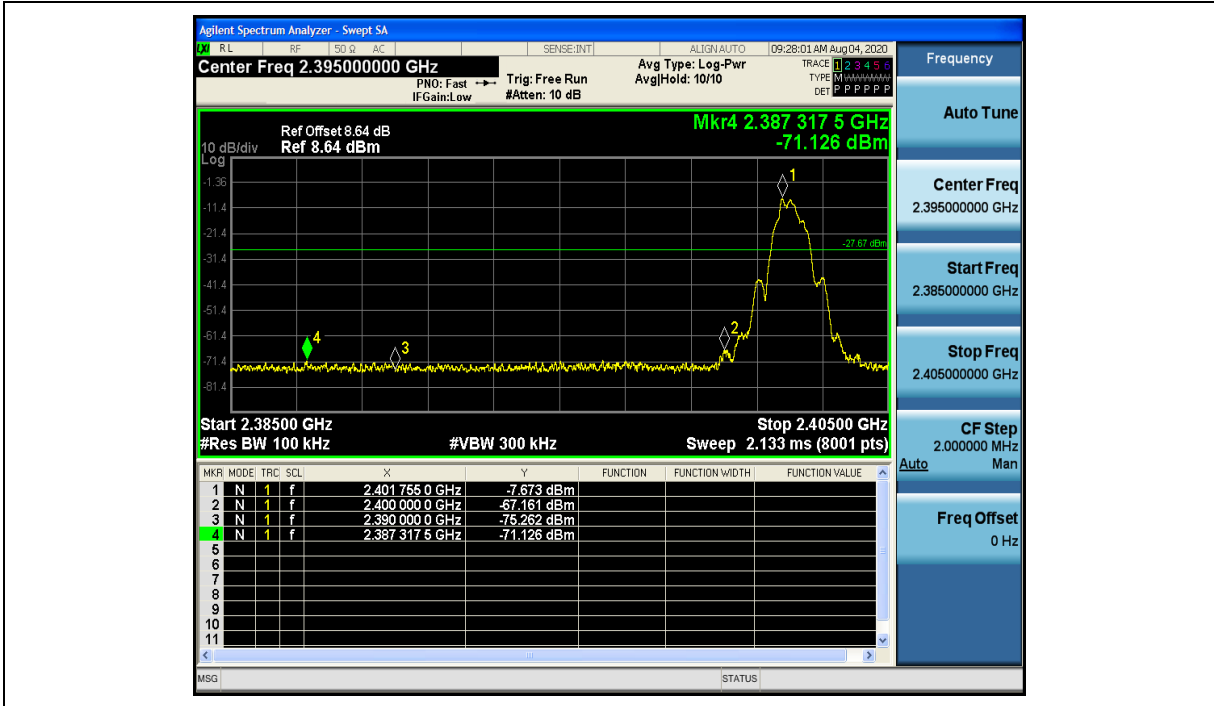 Agilent Spectrum Analyzer - Swept SA
LXI RL RF 50 Ω AC SENSE:INT ALIGN AUTO 09:28:01 AM Aug 04, 2020
Center Freq 2.395000000 GHz
PNO: Fast
IFGain:Low
Trig: Free Run
#Atten: 10 dB
Avg Type: Log-Pwr
Avg|Hold: 10/10
TRACE 1 2 3 4 5 6
TYPE M
DET P P P P P P
Mkr4 2.387 317 5 GHz
-71.126 dBm
Ref Offset 8.64 dB
10 dB/div Ref 8.64 dBm
Log
-1.36
-11.4
-21.4
-31.4
-41.4
-51.4
-61.4
-71.4
-81.4
1
-27.67 dBm
2
4
3
Start 2.38500 GHz Stop 2.40500 GHz
#Res BW 100 kHz #VBW 300 kHz Sweep 2.133 ms (8001 pts)
MKR MODE TRC SCL X Y FUNCTION FUNCTION WIDTH FUNCTION VALUE
1 N 1 f 2.401 755 0 GHz -7.673 dBm
2 N 1 f 2.400 000 0 GHz -67.161 dBm
3 N 1 f 2.390 000 0 GHz -75.262 dBm
4 N 1 f 2.387 317 5 GHz -71.126 dBm
5
6
7
8
9
10
11
MSG STATUS
Frequency
Auto Tune
Center Freq
2.395000000 GHz
Start Freq
2.385000000 GHz
Stop Freq
2.405000000 GHz
CF Step
2.000000 MHz
Auto Man
Freq Offset
0 Hz